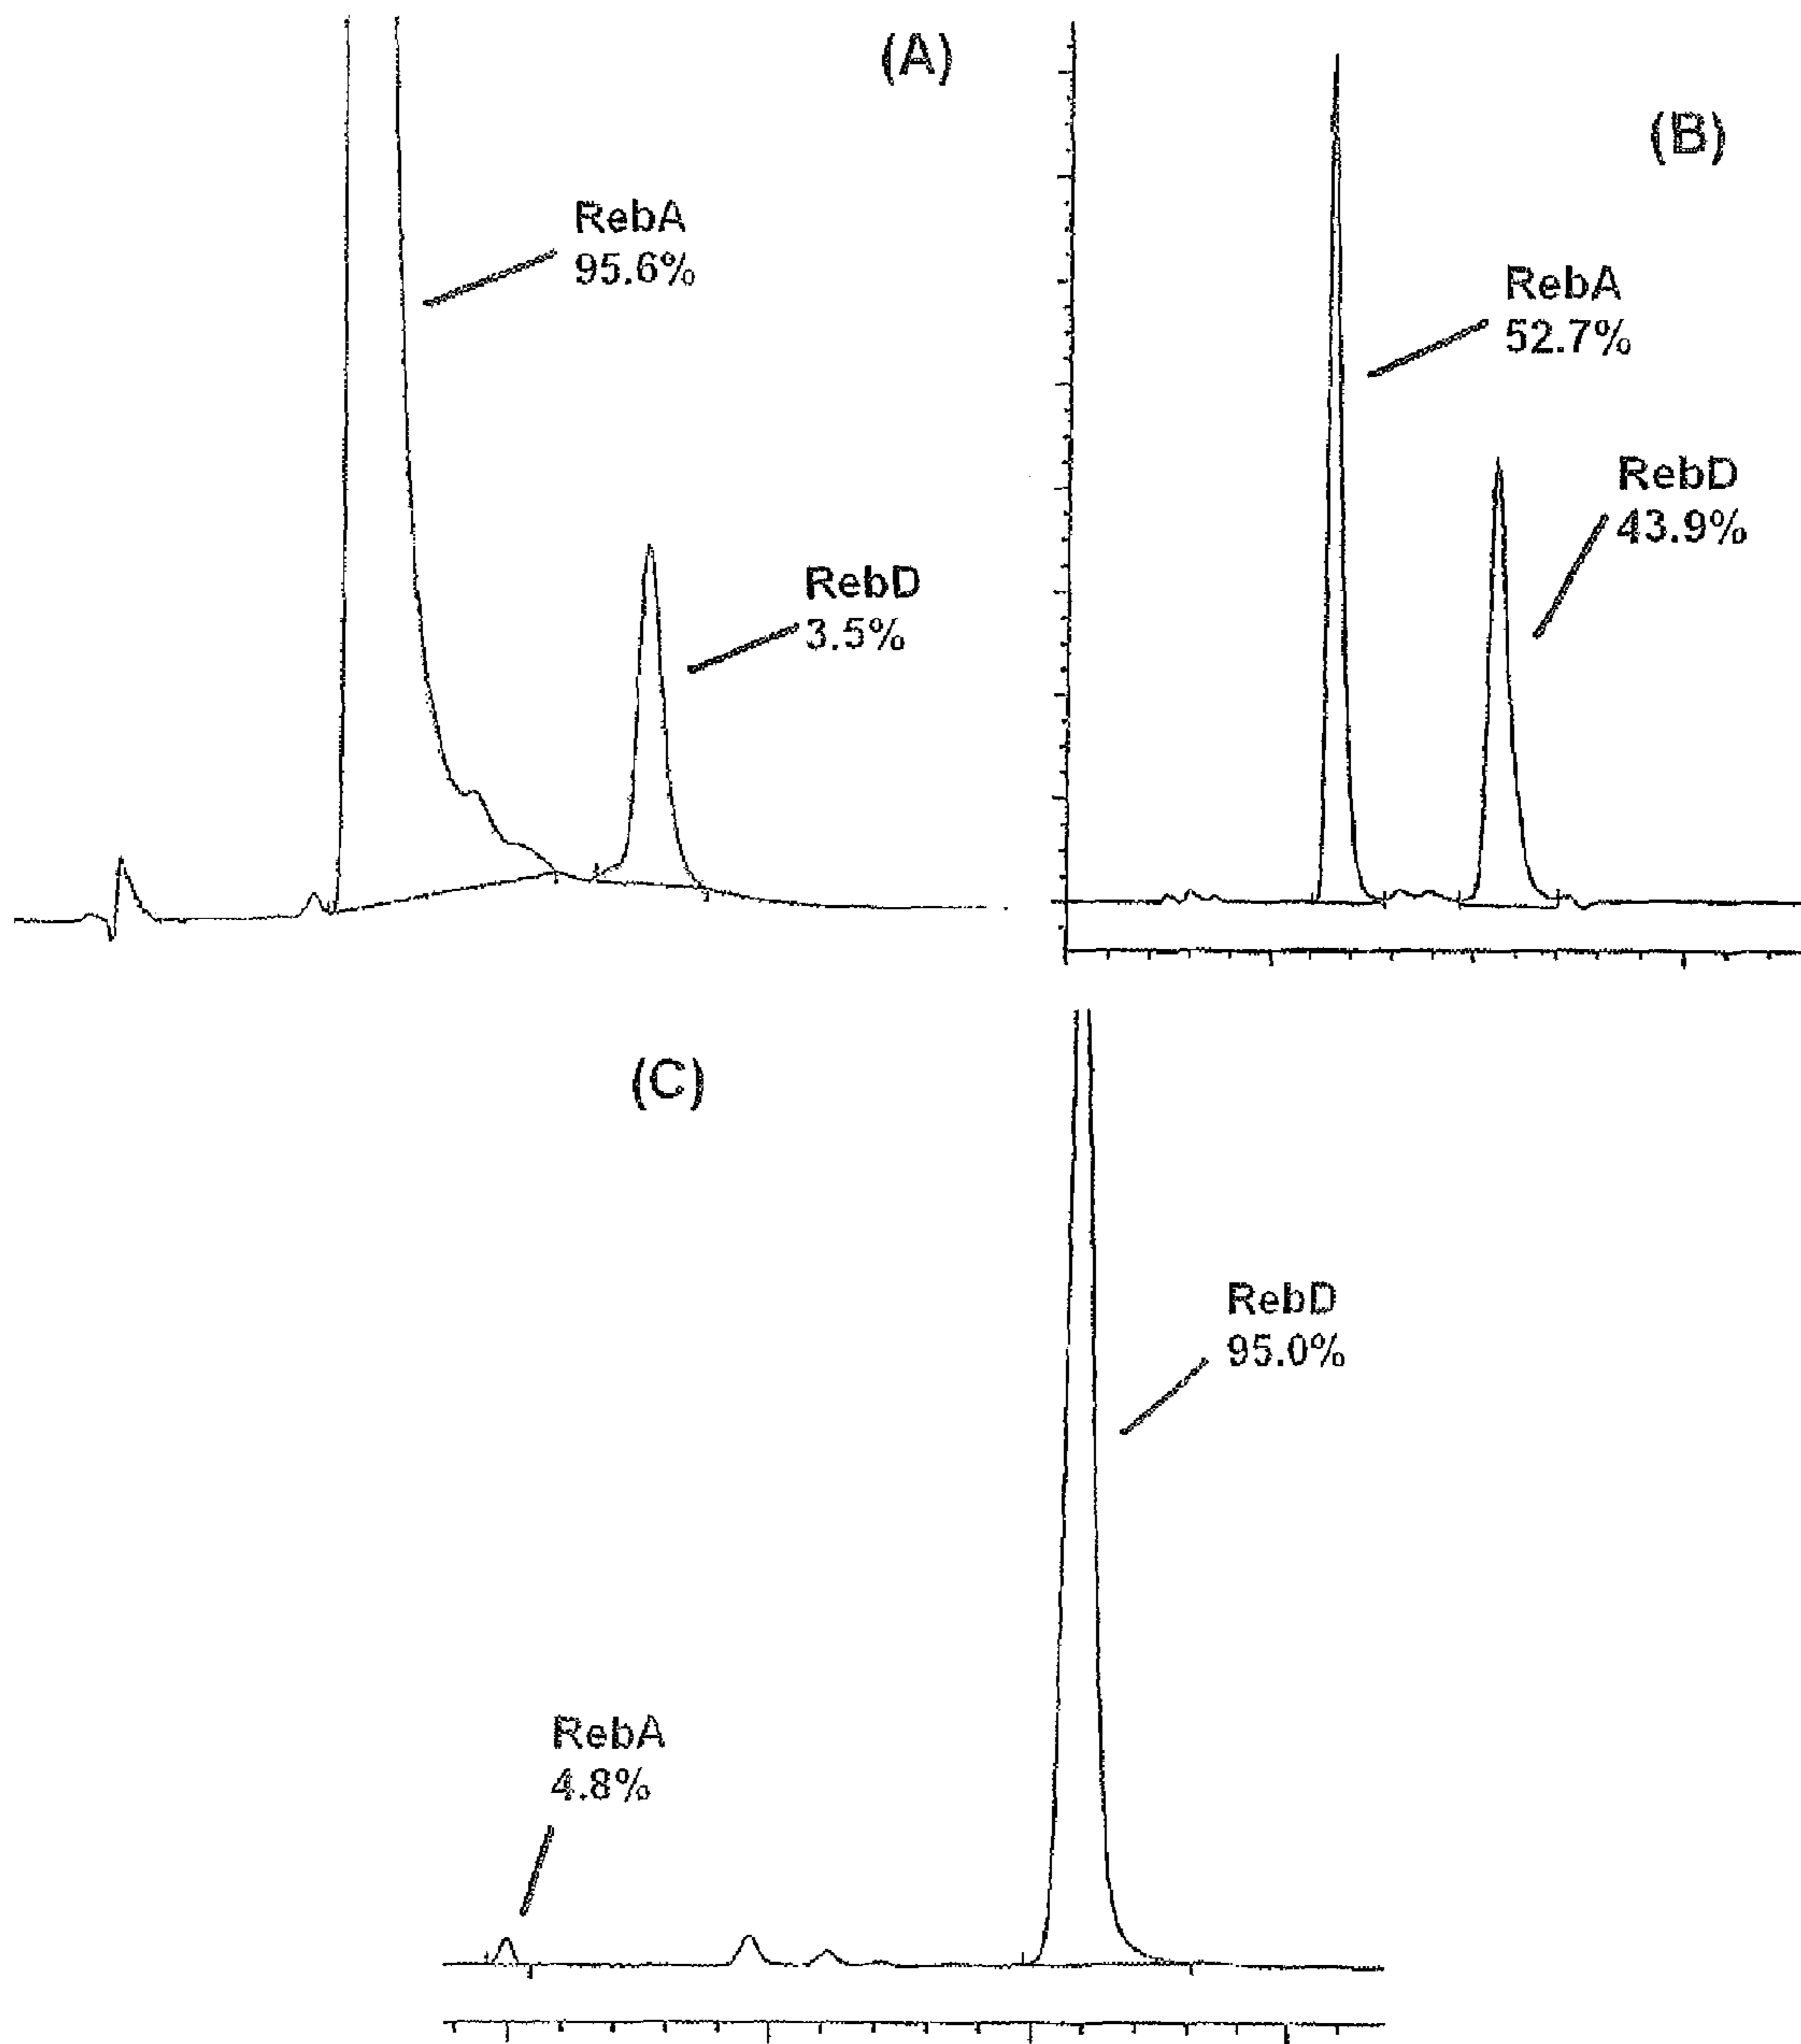 (A)
RebA
95.6%
RebD
3.5%
(B)
RebA
52.7%
RebD
43.9%
(C)
RebD
95.0%
RebA
4.8%